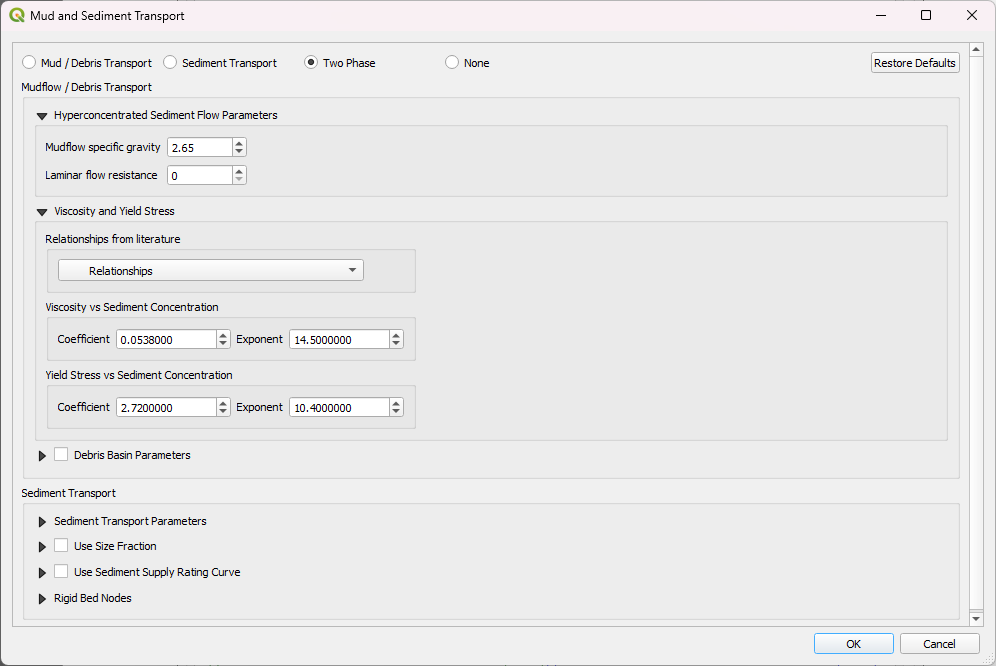 Mud and Sediment Transport
Mud / Debris Transport Sediment Transport Two Phase None Restore Defaults
Mudflow / Debris Transport
Hyperconcentrated Sediment Flow Parameters
Mudflow specific gravity 2.65
Laminar flow resistance 0
Viscosity and Yield Stress
Relationships from literature
Relationships
Viscosity vs Sediment Concentration
Coefficient 0.0538000 Exponent 14.5000000
Yield Stress vs Sediment Concentration
Coefficient 2.7200000 Exponent 10.4000000
Debris Basin Parameters
Sediment Transport
Sediment Transport Parameters
Use Size Fraction
Use Sediment Supply Rating Curve
Rigid Bed Nodes
OK Cancel